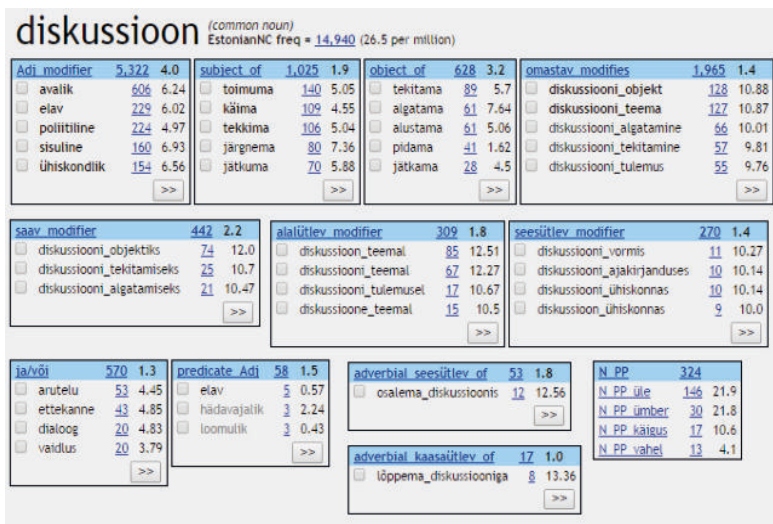 diskussioon (common noun)
EstonianNC freq = 14,940 (26.5 per million)
Adj_modifier 5,322 4.0
avalik 606 6.24
elav 229 6.02
poliitiline 224 4.97
sisuline 160 6.93
ühiskondlik 154 6.56
>>
subject_of 1,025 1.9
toimuma 140 5.05
käima 109 4.55
tekkima 106 5.04
järgnema 80 7.36
jätkuma 70 5.88
>>
object_of 628 3.2
tekitama 89 5.7
algatama 61 7.64
alustama 61 5.06
pidama 41 1.62
jätkama 28 4.5
>>
omastav_modifies 1,965 1.4
diskussiooni_objekt 128 10.88
diskussiooni_teema 127 10.87
diskussiooni_algatamine 66 10.01
diskussiooni_tekitamine 57 9.81
diskussiooni_tulemus 55 9.76
>>
saav_modifier 442 2.2
diskussiooni_objektiks 74 12.0
diskussiooni_tekitamiseks 25 10.7
diskussiooni_algatamiseks 21 10.47
>>
alalütlev_modifier 309 1.8
diskussioon_teemal 85 12.51
diskussiooni_teemal 67 12.27
diskussiooni_tulemusel 17 10.67
diskussioone_teemal 15 10.5
>>
seesütlev_modifier 270 1.4
diskussiooni_vormis 11 10.27
diskussiooni_ajakirjanduses 10 10.14
diskussiooni_ühiskonnas 10 10.14
diskussioon_ühiskonnas 9 10.0
>>
ja/või 570 1.3
arutelu 53 4.45
ettekanne 43 4.85
dialoog 20 4.83
vaidlus 20 3.79
>>
predicate_Adj 58 1.5
elav 5 0.57
hädavajalik 3 2.24
loomulik 3 0.43
>>
adverbial_seesütlev_of 53 1.8
osalema_diskussioonis 12 12.56
>>
adverbial_kaasaütlev_of 17 1.0
lõppema_diskussiooniga 8 13.36
>>
N_PP 324
N_PP_üle 146 21.9
N_PP_ümber 30 21.8
N_PP_käigus 17 10.6
N_PP_vahel 13 4.1